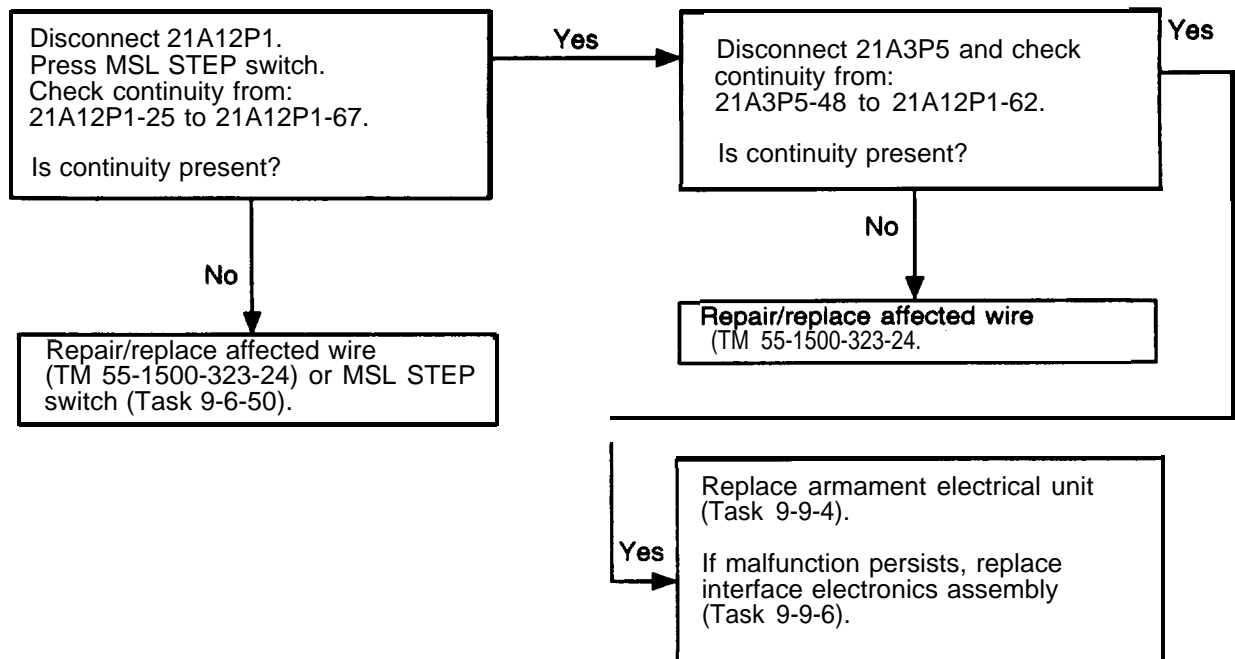 Disconnect 21A12P1.
Press MSL STEP switch.
Check continuity from:
21A12P1-25 to 21A12P1-67.
Is continuity present?
Yes
Disconnect 21A3P5 and check
continuity from:
21A3P5-48 to 21A12P1-62.
Is continuity present?
Yes
No
Repair/replace affected wire
(TM 55-1500-323-24) or MSL STEP
switch (Task 9-6-50).
No
Repair/replace affected wire
(TM 55-1500-323-24.
Yes
Replace armament electrical unit
(Task 9-9-4).
If malfunction persists, replace
interface electronics assembly
(Task 9-9-6).